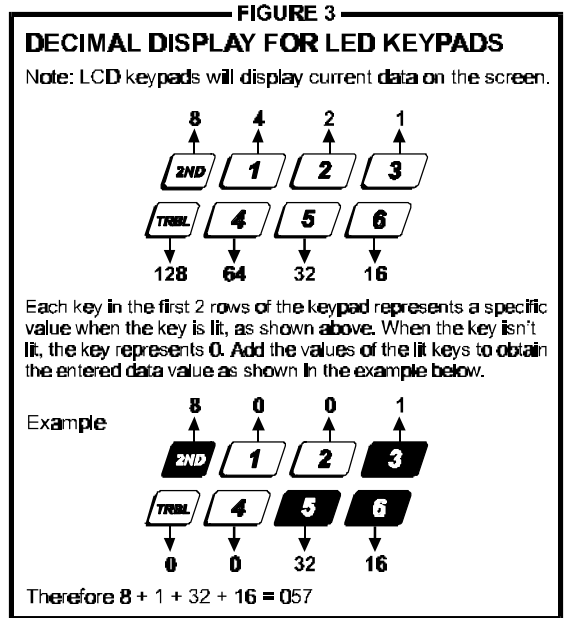 FIGURE 3
DECIMAL DISPLAY FOR LED KEYPADS
Note: LCD keypads will display current data on the screen.
8 4 2 1
2ND 1 2 3
TRBL 4 5 6
128 64 32 16
Each key in the first 2 rows of the keypad represents a specific
value when the key is lit, as shown above. When the key isn't
lit, the key represents 0. Add the values of the lit keys to obtain
the entered data value as shown in the example below.
Example
8 0 0 1
2ND 1 2 3
TRBL 4 5 6
0 0 32 16
Therefore 8 + 1 + 32 + 16 = 057